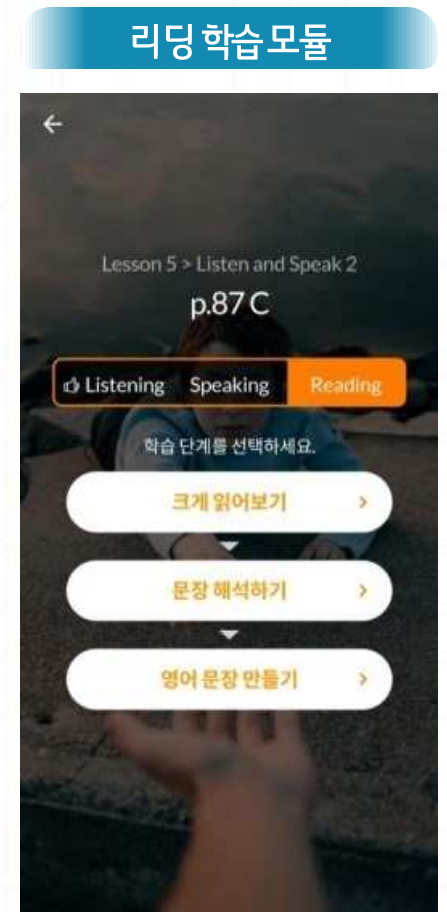 리딩 학습 모듈
Lesson 5 > Listen and Speak 2
p.87 C
Listening Speaking Reading
학습 단계를 선택하세요.
크게 읽어보기
문장 해석하기
영어 문장 만들기